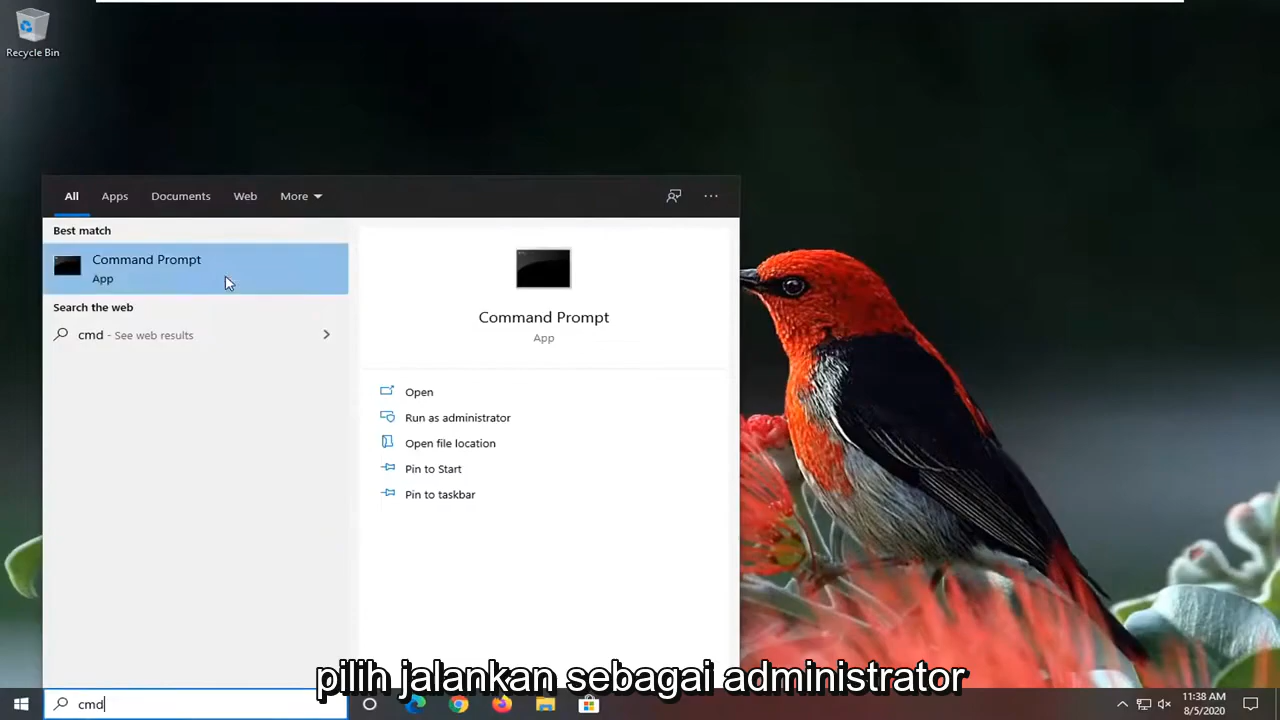 Recycle Bin
All Apps Documents Web More
Best match
Command Prompt
App
Search the web
cmd - See web results
Command Prompt
App
Open
Run as administrator
Open file location
Pin to Start
Pin to taskbar
pilih jalankan sebagai administrator
cmd
11:38 AM
8/5/2020